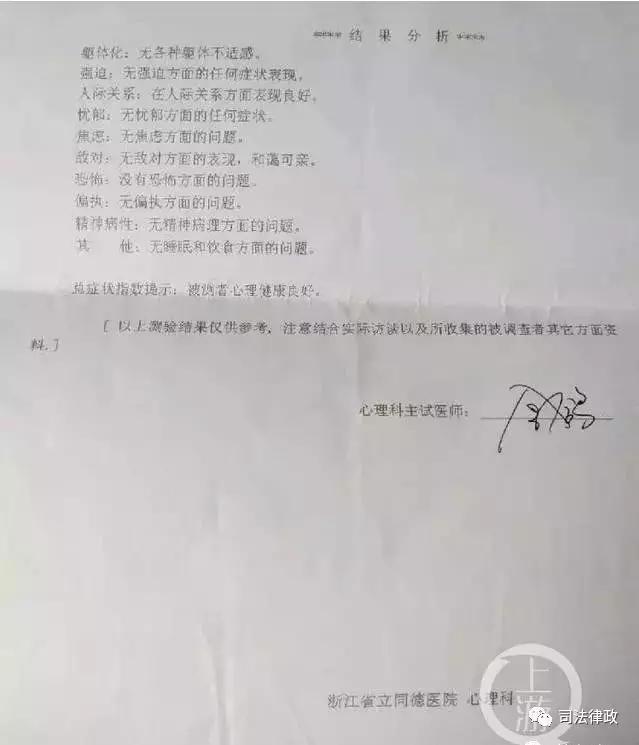 ***** 结 果 分 析 *****
躯体化：无各种躯体不适感。
强迫：无强迫方面的任何症状表现。
人际关系：在人际关系方面表现良好。
忧郁：无忧郁方面的任何症状。
焦虑：无焦虑方面的问题。
敌对：无敌对方面的表现，和蔼可亲。
恐怖：没有恐怖方面的问题。
偏执：无偏执方面的问题。
精神病性：无精神病理方面的问题。
其 他：无睡眠和饮食方面的问题。
总症状指数提示：被测者心理健康良好。
[ 以上测验结果仅供参考，注意结合实际访谈以及所收集的被调查者其它方面资
料.]
心理科主试医师：
浙江省立同德医院 心理科
上游
司法律政